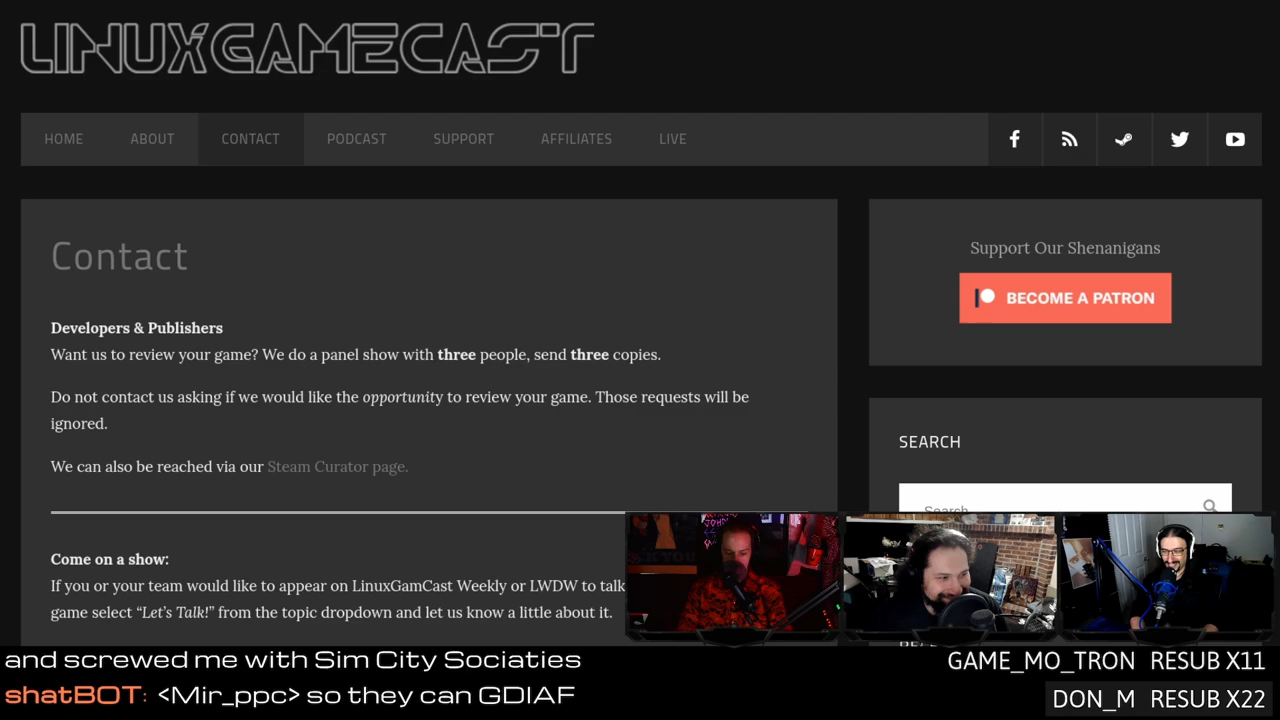 LINUXGAMECAST
HOME ABOUT CONTACT PODCAST SUPPORT AFFILIATES LIVE
Contact
Developers & Publishers
Want us to review your game? We do a panel show with three people, send three copies.
Do not contact us asking if we would like the opportunity to review your game. Those requests will be
ignored.
We can also be reached via our Steam Curator page.
Come on a show:
If you or your team would like to appear on LinuxGamCast Weekly or LWDW to talk
game select “Let’s Talk!” from the topic dropdown and let us know a little about it.
Support Our Shenanigans
BECOME A PATRON
SEARCH
Search
and screwed me with Sim City Sociaties
shatBOT: <Mir_ppc> so they can GDIAF
GAME_MO_TRON RESUB X11
DON_M RESUB X22